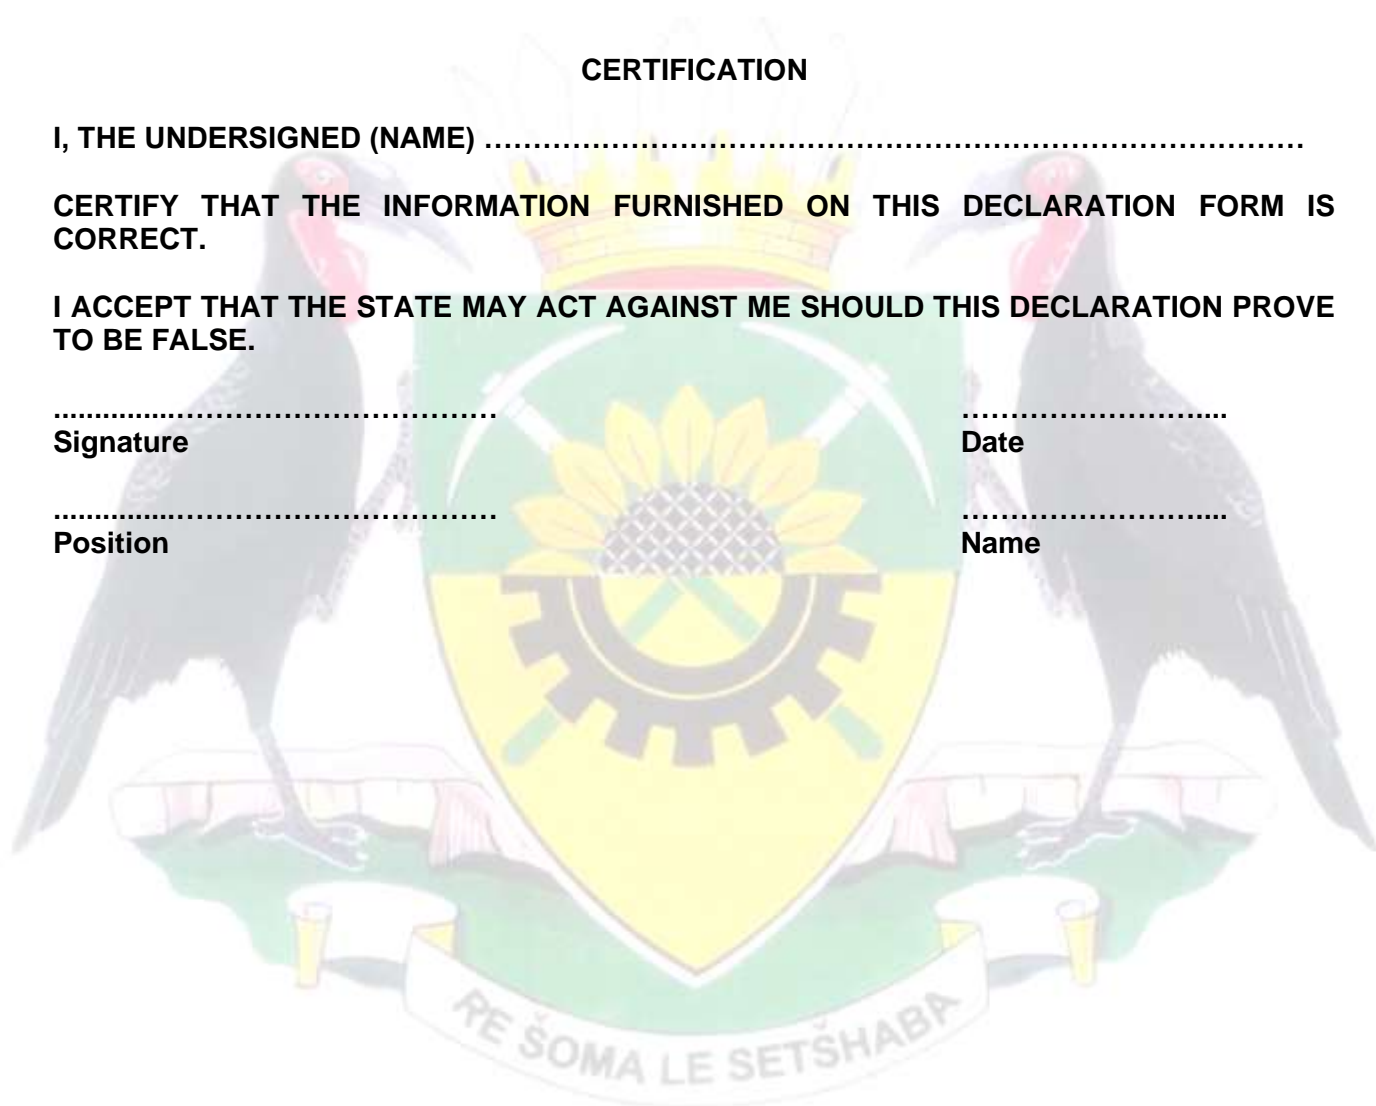 CERTIFICATION
I, THE UNDERSIGNED (NAME) ……………………………………………………………………………
CERTIFY THAT THE INFORMATION FURNISHED ON THIS DECLARATION FORM IS
CORRECT.
I ACCEPT THAT THE STATE MAY ACT AGAINST ME SHOULD THIS DECLARATION PROVE
TO BE FALSE.
...............…………………………… ……………………....
Signature Date
...............…………………………… ……………………....
Position Name
RE ŠOMA LE SETŠHABA